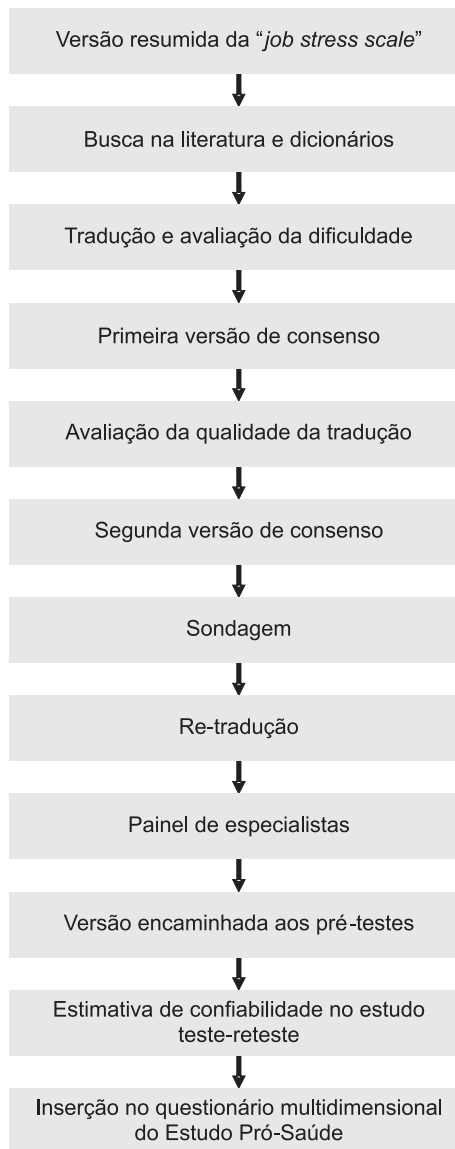 Versão resumida da “job stress scale”
Busca na literatura e dicionários
Tradução e avaliação da dificuldade
Primeira versão de consenso
Avaliação da qualidade da tradução
Segunda versão de consenso
Sondagem
Re-tradução
Painel de especialistas
Versão encaminhada aos pré-testes
Estimativa de confiabilidade no estudo
teste-reteste
Inserção no questionário multidimensional
do Estudo Pró-Saúde